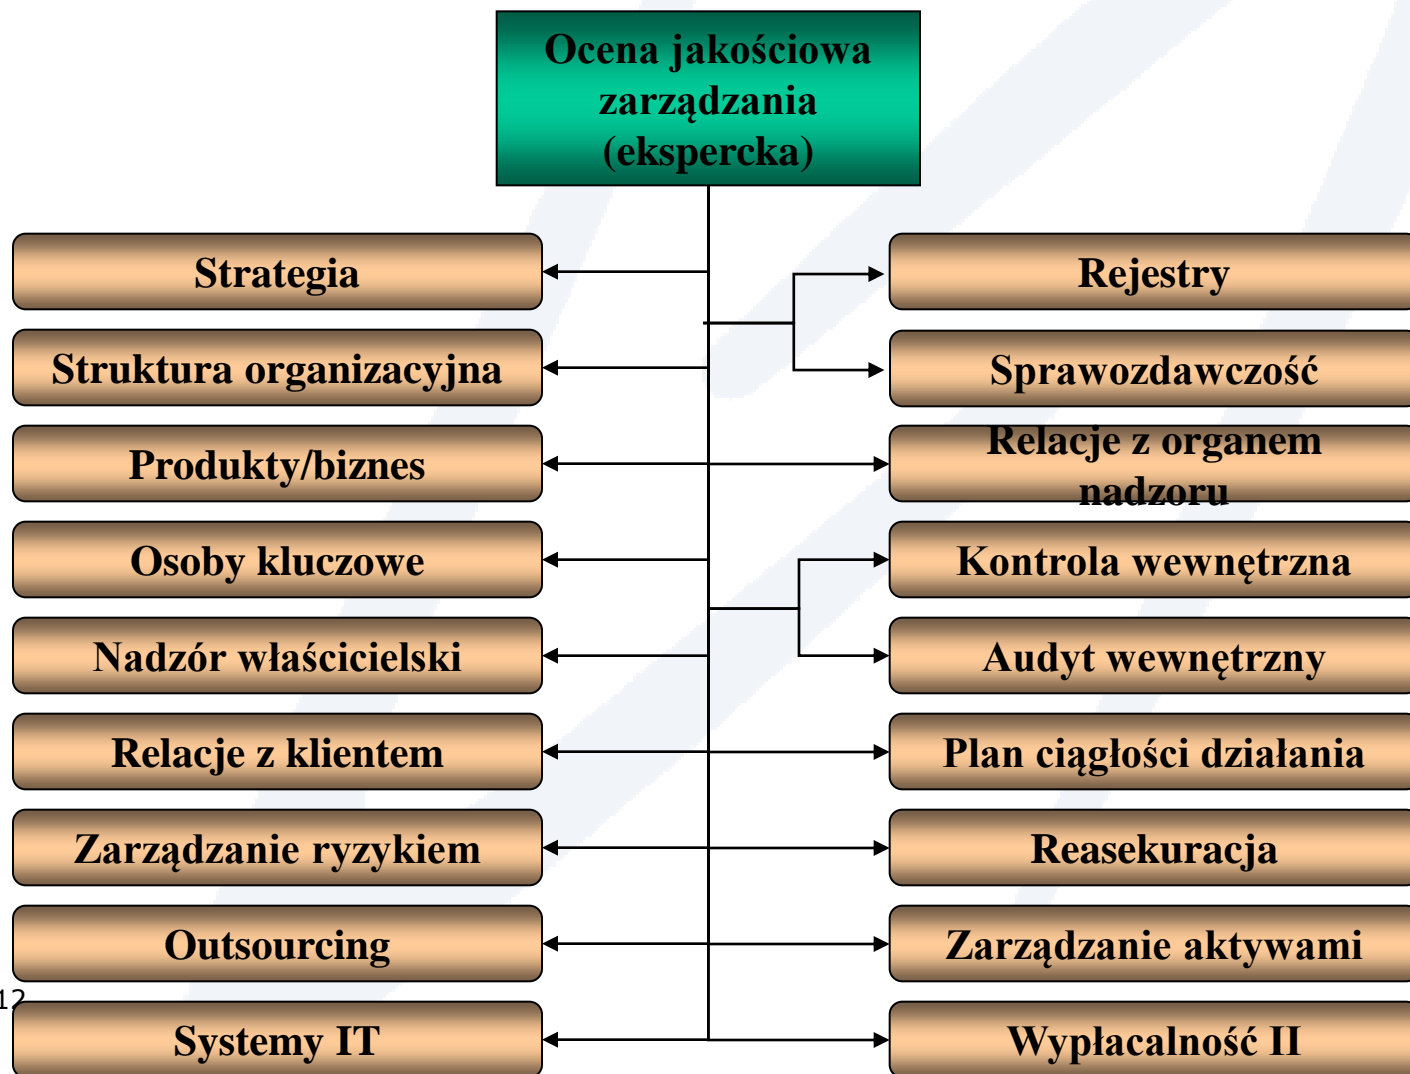 Ocena jakościowa
zarządzania
(ekspercka)
Strategia
Struktura organizacyjna
Produkty/biznes
Osoby kluczowe
Nadzór właścicielski
Relacje z klientem
Zarządzanie ryzykiem
Outsourcing
Systemy IT
Rejestry
Sprawozdawczość
Relacje z organem
nadzoru
Kontrola wewnętrzna
Audyt wewnętrzny
Plan ciągłości działania
Reasekuracja
Zarządzanie aktywami
Wypłacalność II
12